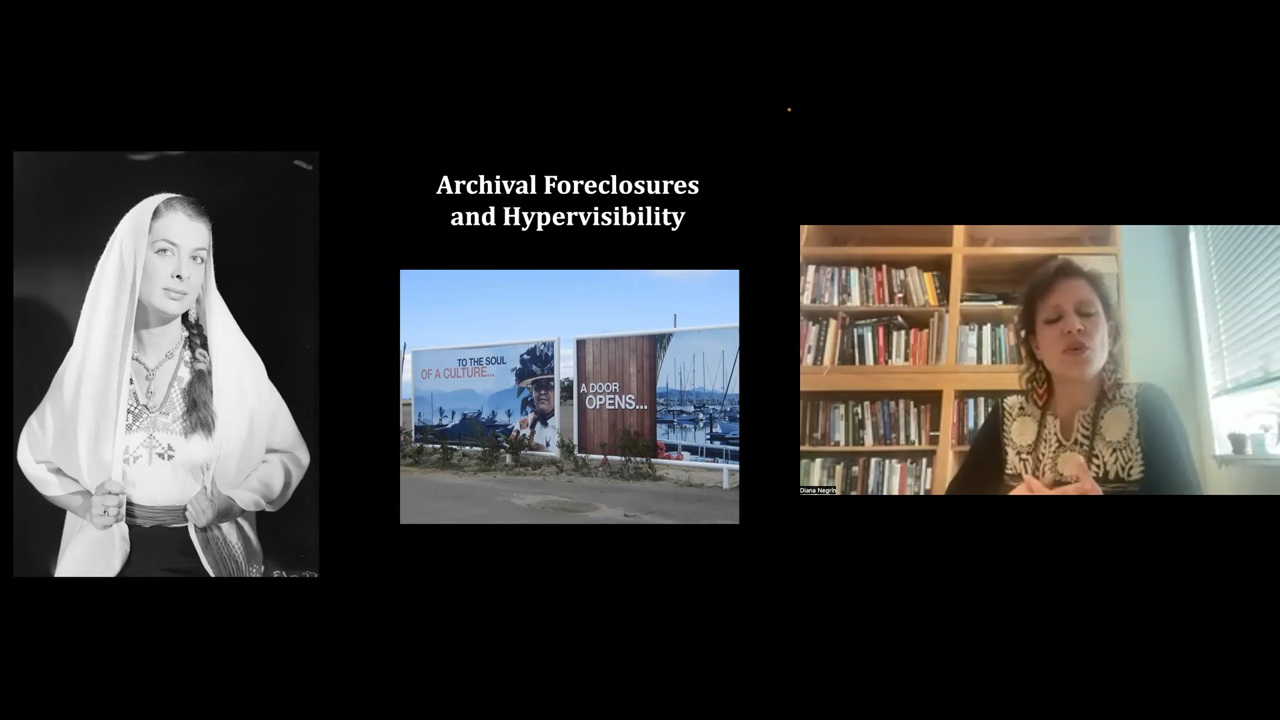 Archival Foreclosures
and Hypervisibility
TO THE SOUL
OF A CULTURE...
A DOOR
OPENS...
Diana Negrín